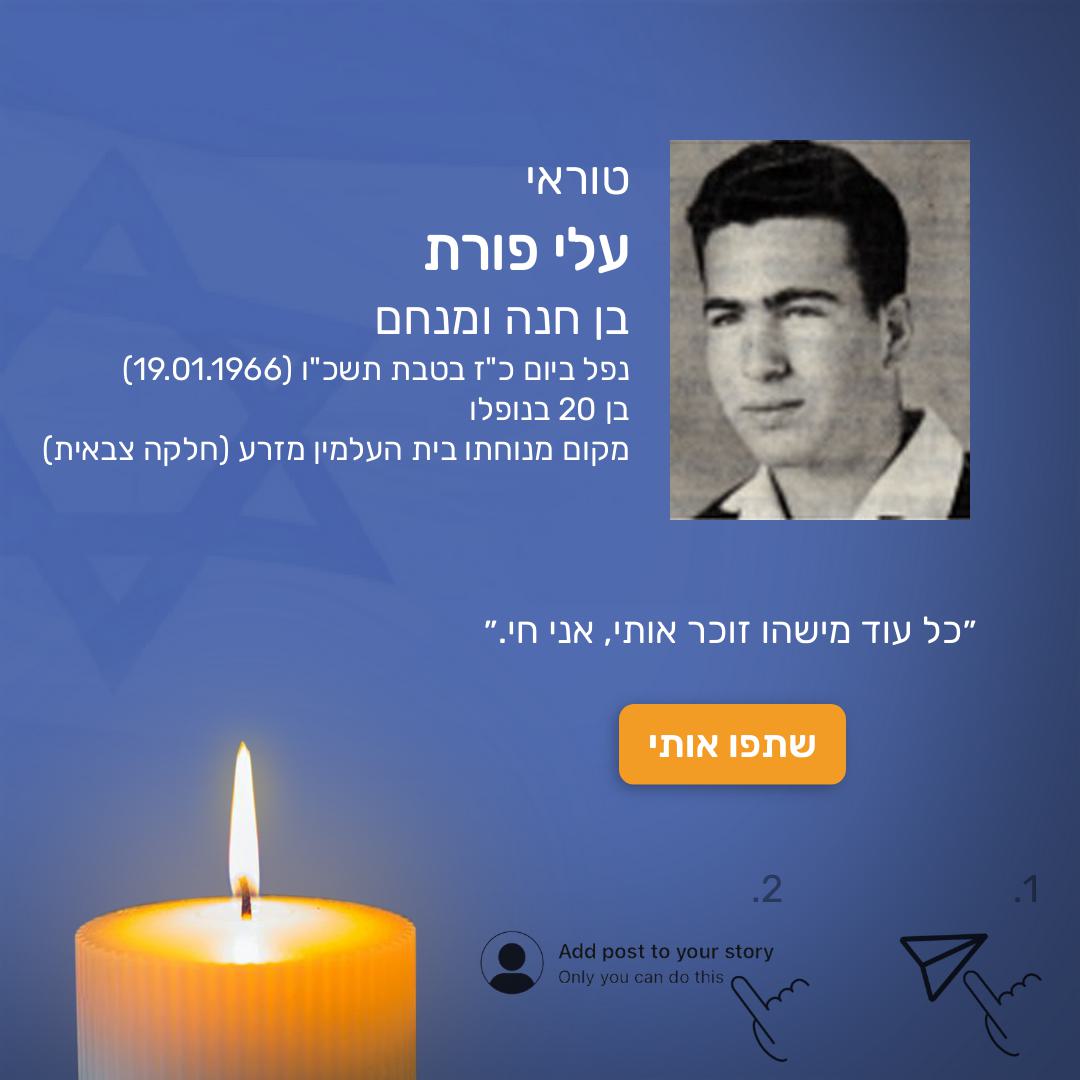 טוראי
עלי פורת
בן חנה ומנחם
נפל ביום כ"ז בטבת תשכ"ו (19.01.1966)
בן 20 בנופלו
מקום מנוחתו בית העלמין מזרע (חלקה צבאית)
״כל עוד מישהו זוכר אותי, אני חי.״
שתפו אותי
1.
2.
Add post to your story
Only you can do this